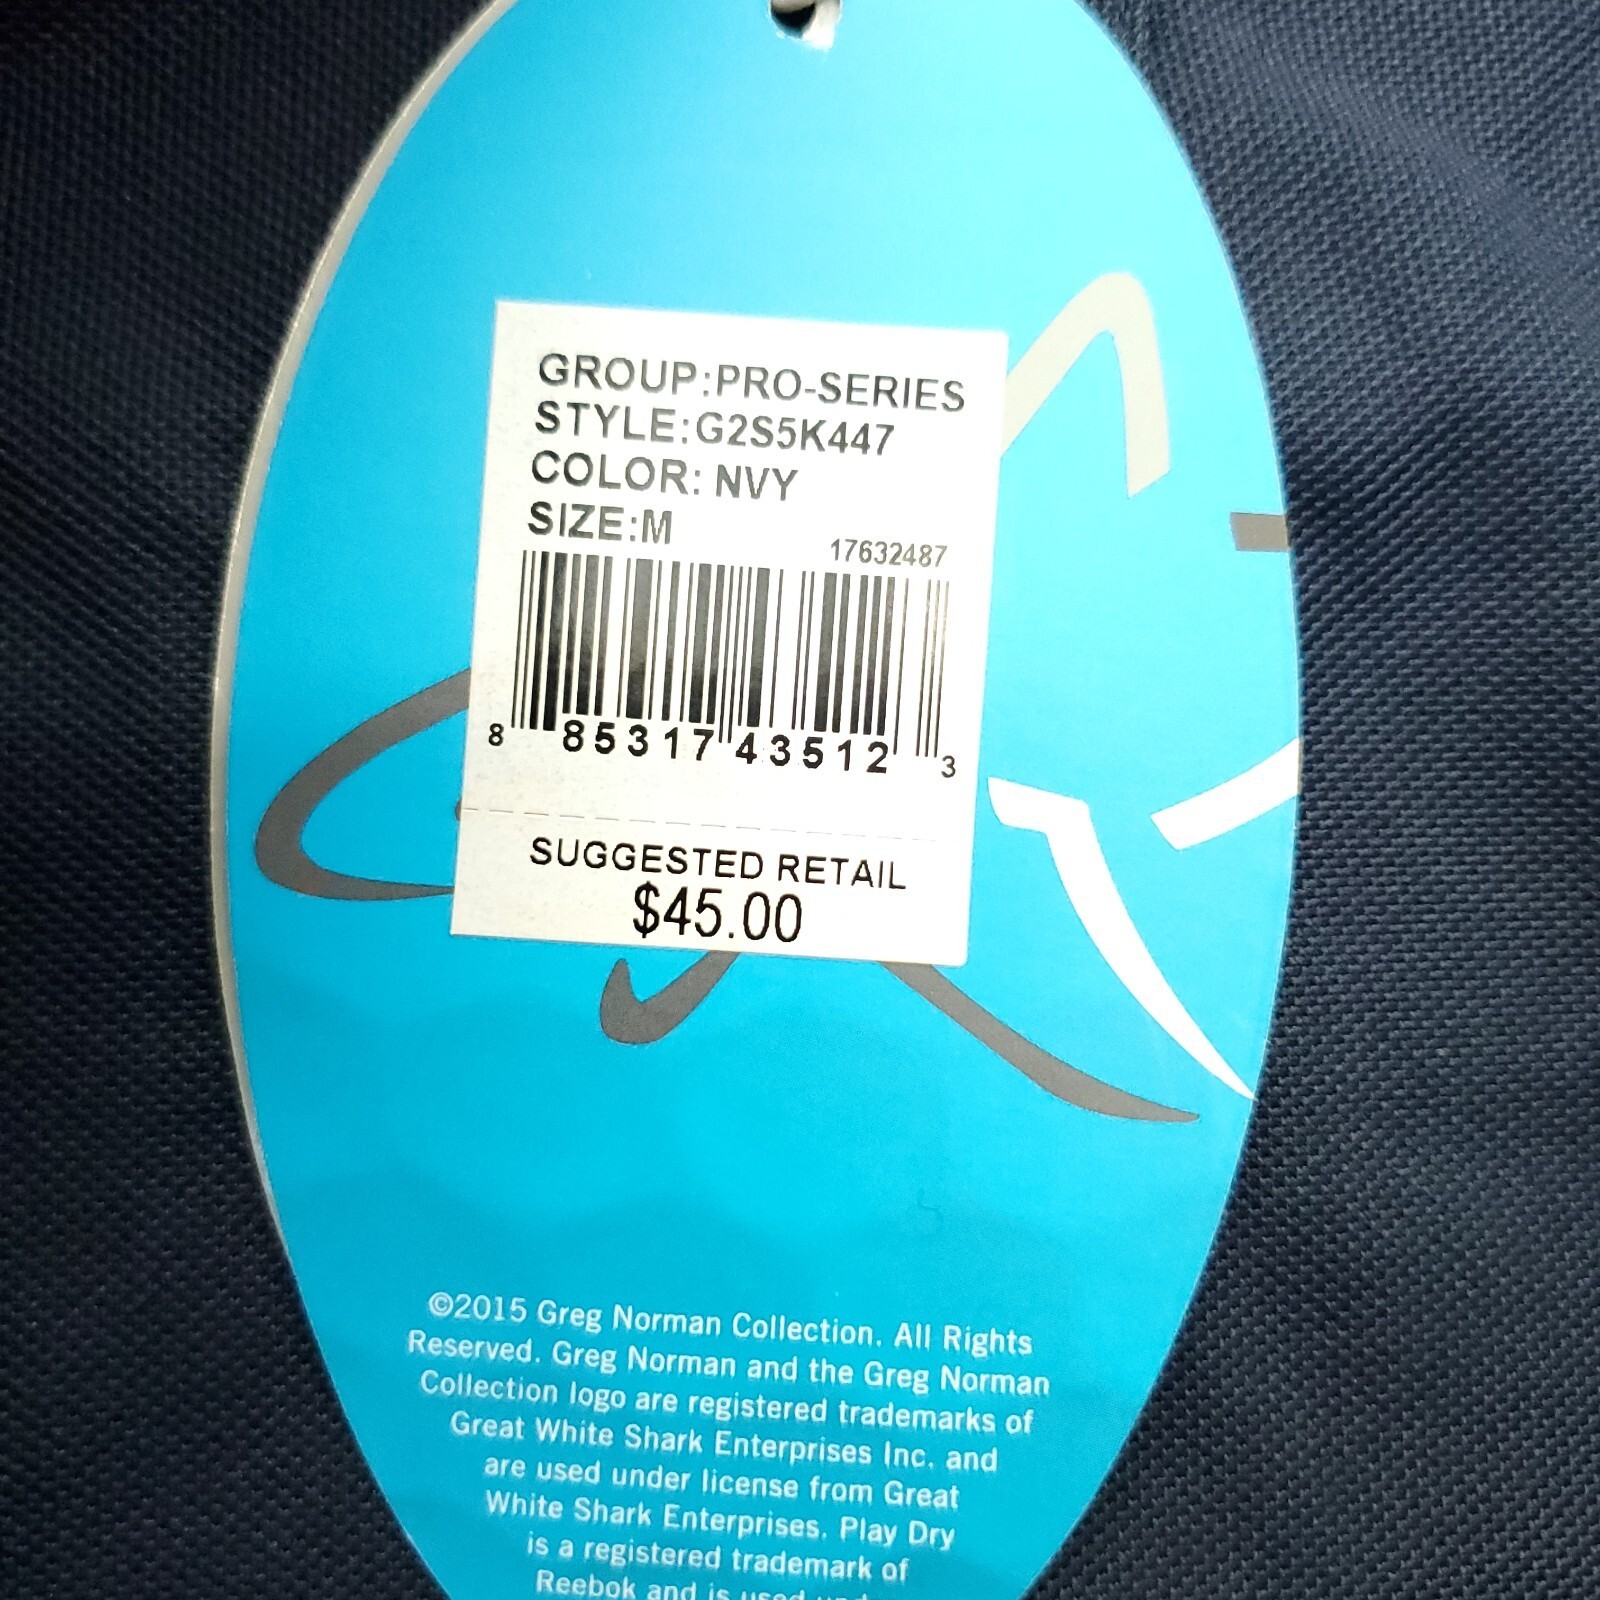 GROUP:PRO-SERIES
STYLE:G2S5K447
COLOR: NVY
SIZE:M
17632487
8 85317 43512 3
SUGGESTED RETAIL
$45.00
©2015 Greg Norman Collection. All Rights
Reserved. Greg Norman and the Greg Norman
Collection logo are registered trademarks of
Great White Shark Enterprises Inc. and
are used under license from Great
White Shark Enterprises. Play Dry
is a registered trademark of
Reebok and is used